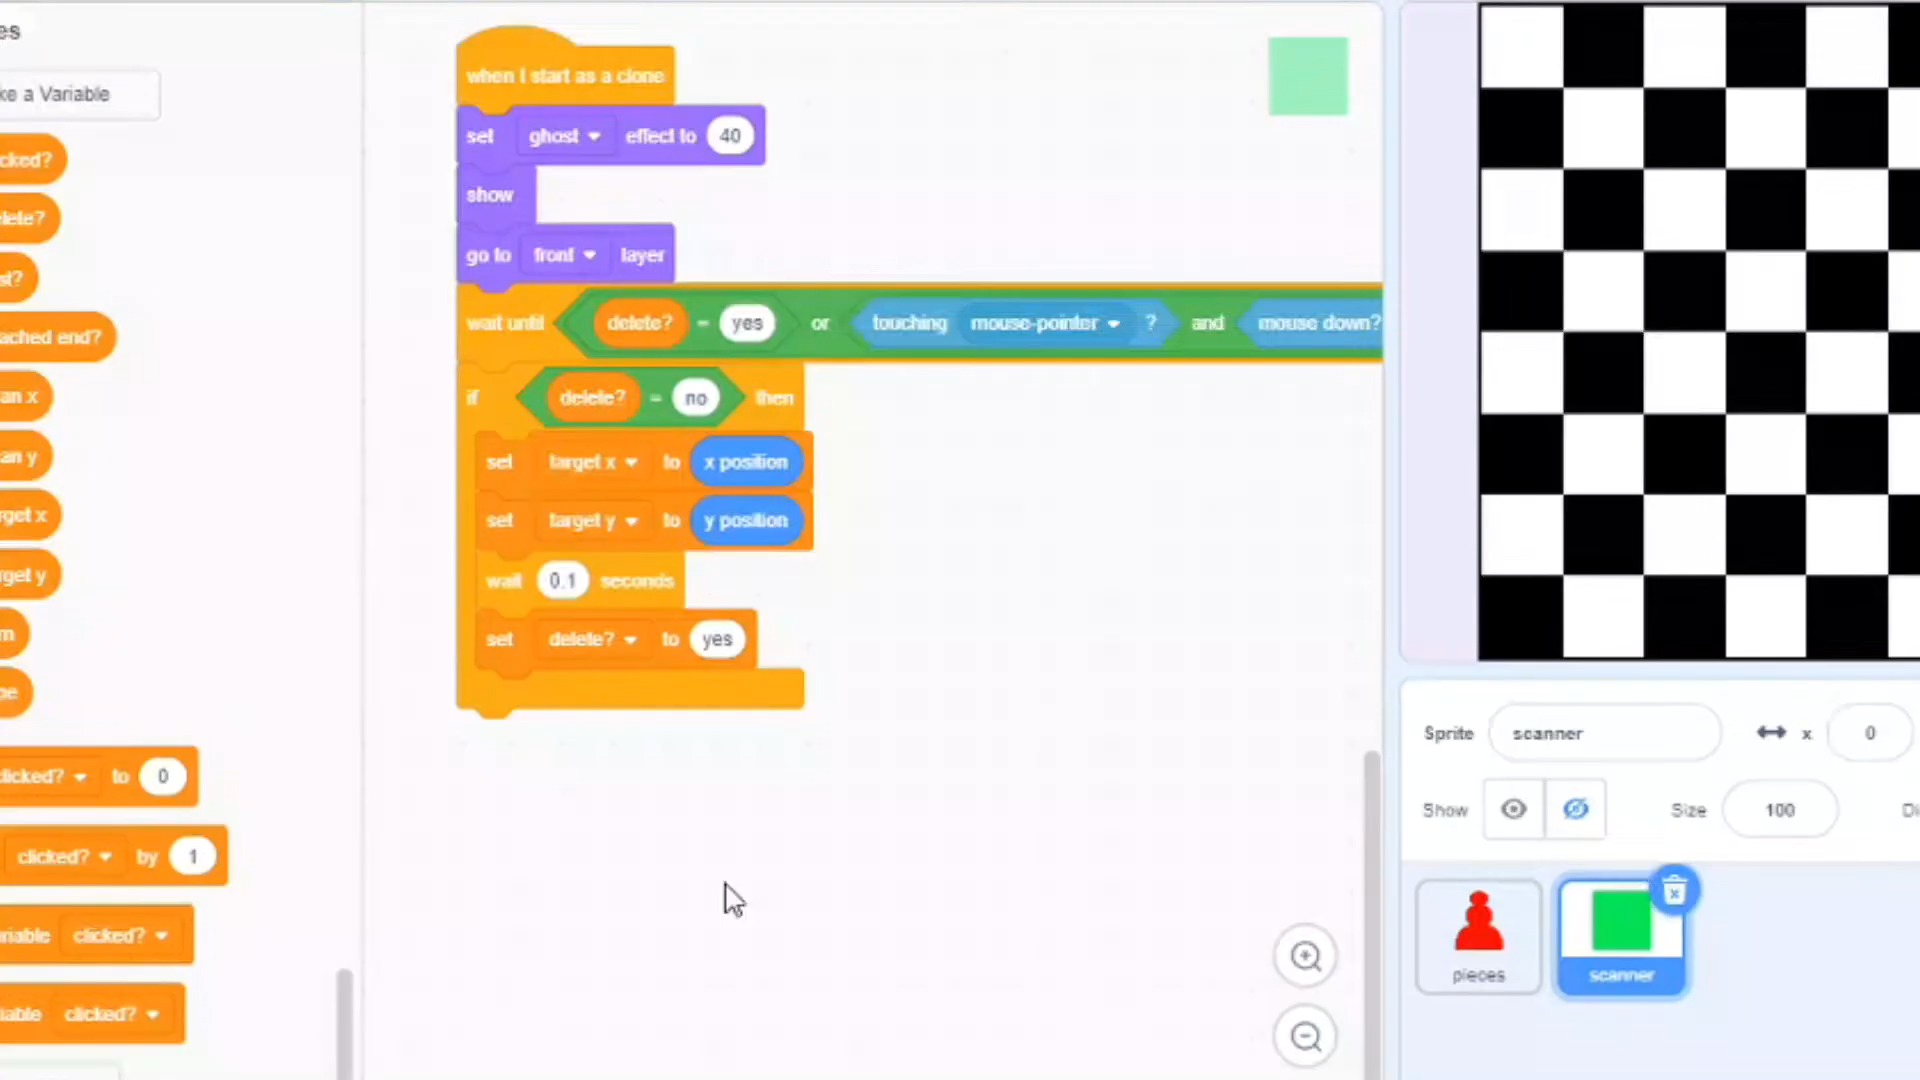 es
ke a Variable
cked?
lete?
st?
ached end?
an x
an y
rget x
rget y
m
pe
clicked? to 0
clicked? by 1
riable clicked?
iable clicked?
when I start as a clone
set ghost effect to 40
show
go to front layer
wait until delete? = yes or touching mouse-pointer ? and mouse down?
if delete? = no then
set target x to x position
set target y to y position
wait 0.1 seconds
set delete? to yes
Sprite scanner x 0
Show Size 100 Di
pieces
scanner